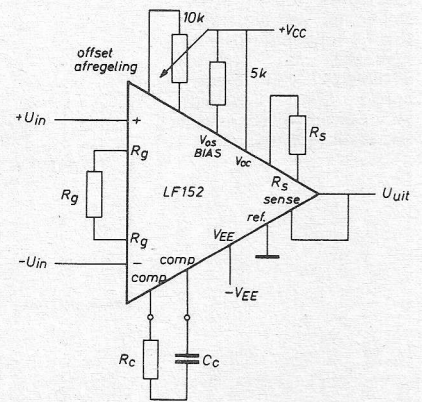 10k
+VCC
offset
afregeling
5k
+Uin
+
Rg
VOS
BIAS
VCC
Rs
Rs
Rg
LF152
sense
Uuit
ref.
Rg
VEE
-Uin
-
comp
comp
-VEE
Rc
Cc